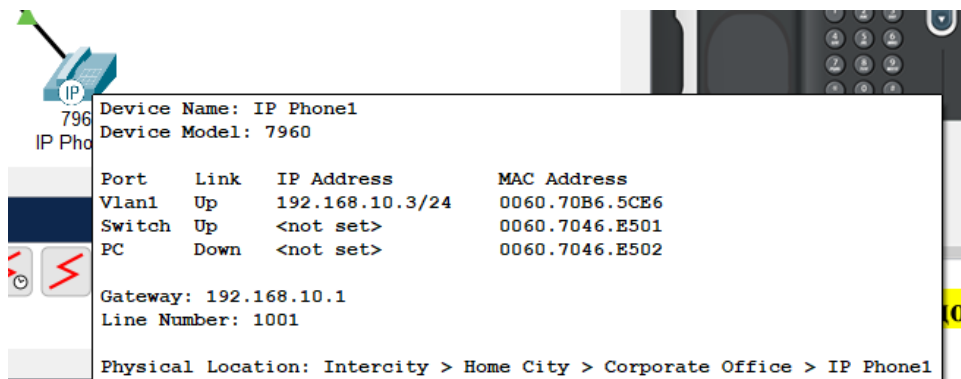 IP
796
IP Pho
Device Name: IP Phone1
Device Model: 7960
Port Link IP Address MAC Address
Vlan1 Up 192.168.10.3/24 0060.70B6.5CE6
Switch Up <not set> 0060.7046.E501
PC Down <not set> 0060.7046.E502
Gateway: 192.168.10.1
Line Number: 1001
Physical Location: Intercity > Home City > Corporate Office > IP Phone1